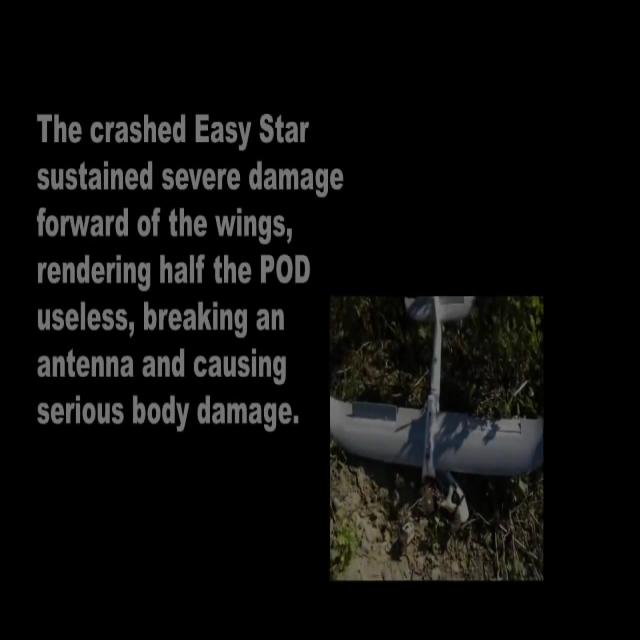 The crashed Easy Star
sustained severe damage
forward of the wings,
rendering half the POD
useless, breaking an
antenna and causing
serious body damage.